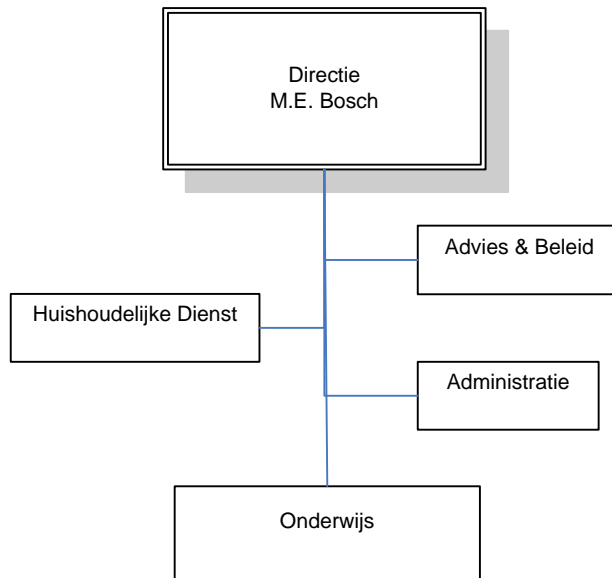 Directie
M.E. Bosch
Advies & Beleid
Huishoudelijke Dienst
Administratie
Onderwijs